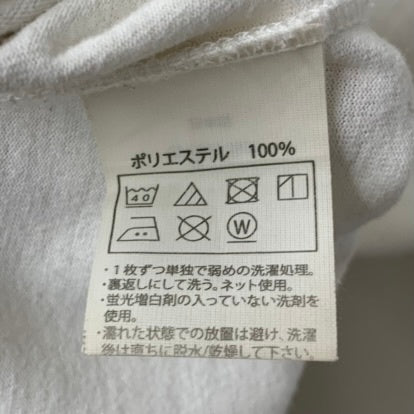 ポリエステル 100%
40
W
・1枚ずつ単独で弱めの洗濯処理。
・裏返しにして洗う。ネット使用。
・蛍光増白剤の入っていない洗剤を
使用。
・濡れた状態での放置は避け、洗濯
後は直ちに脱水/乾燥して下さい。